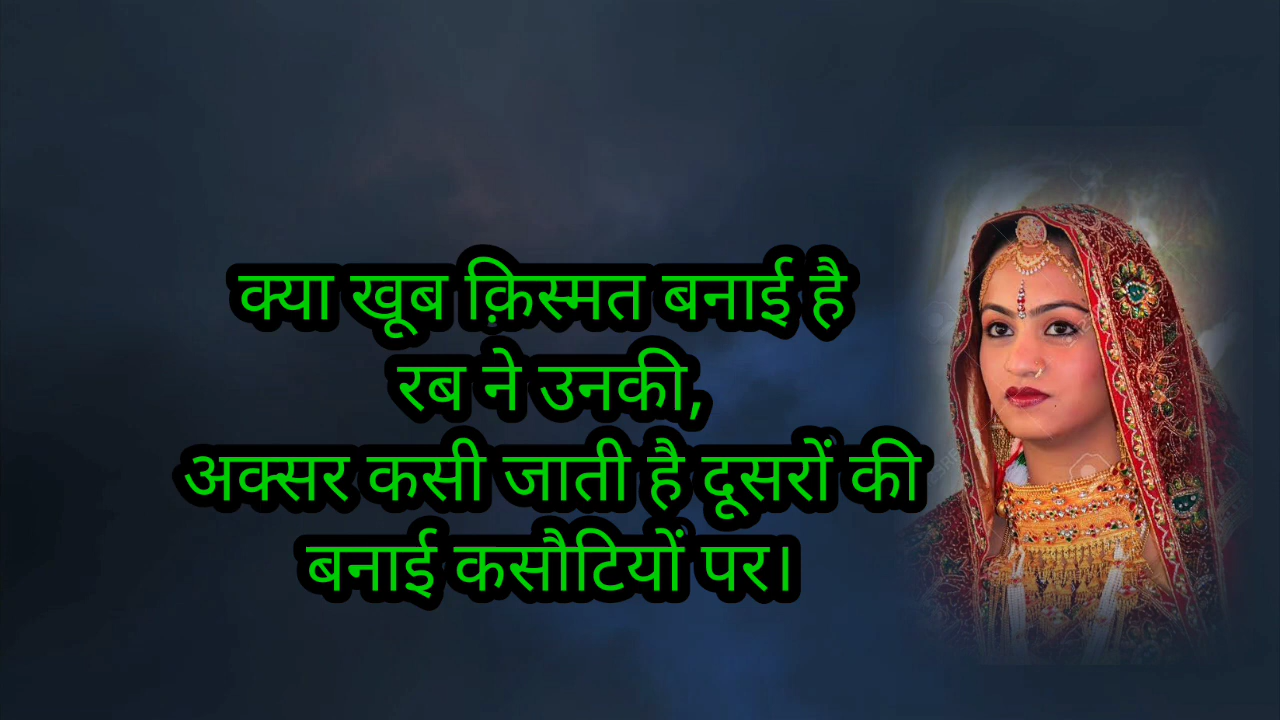 क्या खूब क़िस्मत बनाई है
रब ने उनकी,
अक्सर कसी जाती है दूसरों की
बनाई कसौटियों पर।